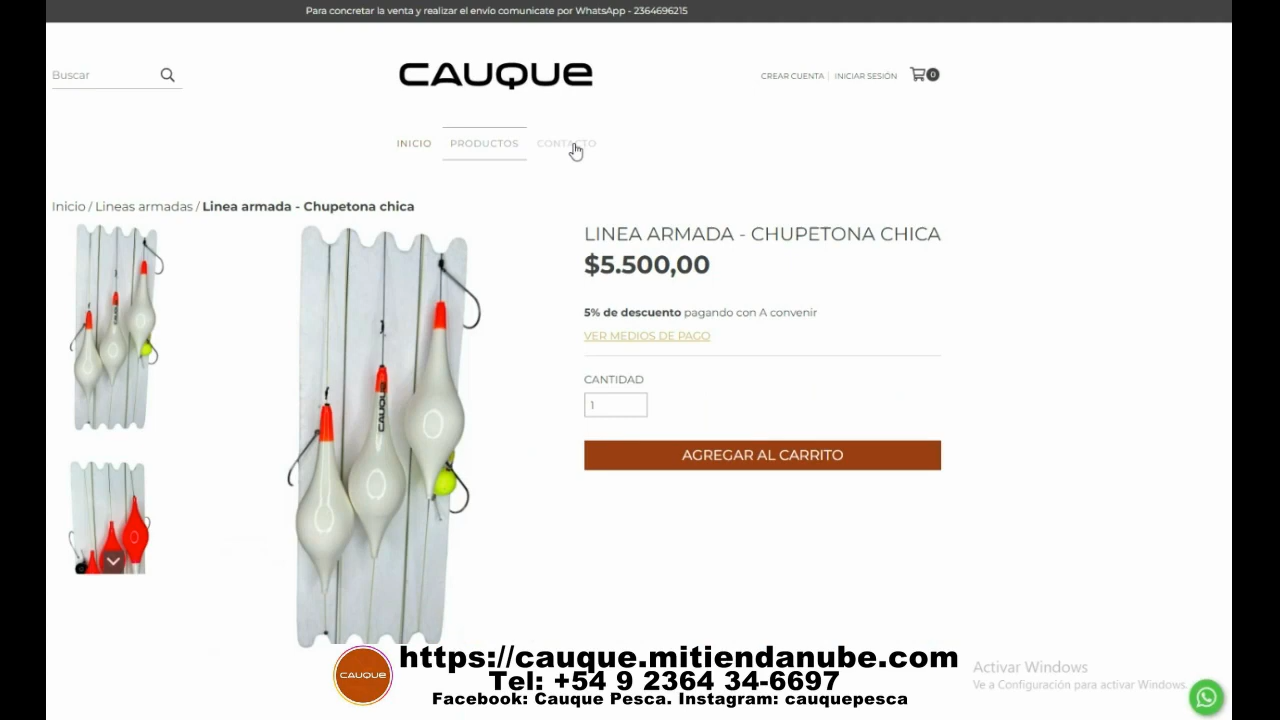 Para concretar la venta y realizar el envío comunicate por WhatsApp - 2364696215
Buscar
CAUQUE
CREAR CUENTA | INICIAR SESIÓN
0
INICIO PRODUCTOS CONTACTO
Inicio / Lineas armadas / Linea armada - Chupetona chica
LINEA ARMADA - CHUPETONA CHICA
$5.500,00
5% de descuento pagando con A convenir
VER MEDIOS DE PAGO
CANTIDAD
1
AGREGAR AL CARRITO
CAUQUE
CAUQUE
https://cauque.mitiendanube.com
Tel: +54 9 2364 34-6697
Facebook: Cauque Pesca. Instagram: cauquepesca
Activar Windows
Ve a Configuración para activar Windows.